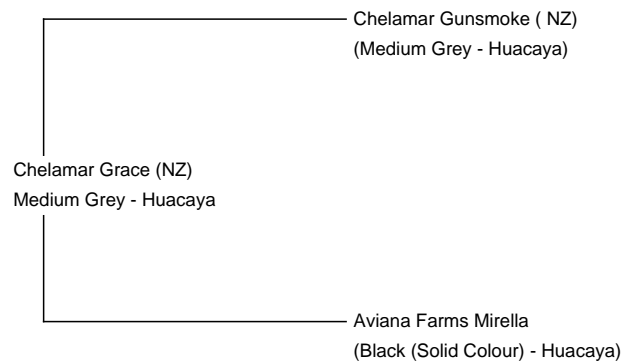 Chelamar Gunsmoke ( NZ)
(Medium Grey - Huacaya)
Chelamar Grace (NZ)
Medium Grey - Huacaya
Aviana Farms Mirella
(Black (Solid Colour) - Huacaya)